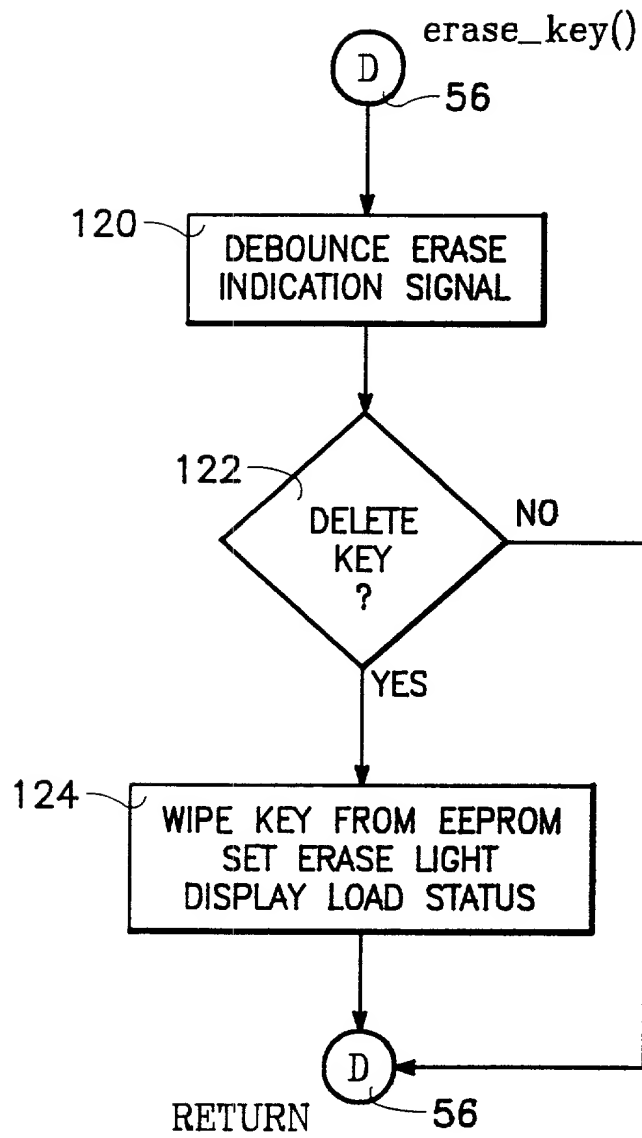 erase_key()
D
56
120
DEBOUNCE ERASE
INDICATION SIGNAL
122
DELETE
KEY
?
NO
YES
124
WIPE KEY FROM EEPROM
SET ERASE LIGHT
DISPLAY LOAD STATUS
D
56
RETURN